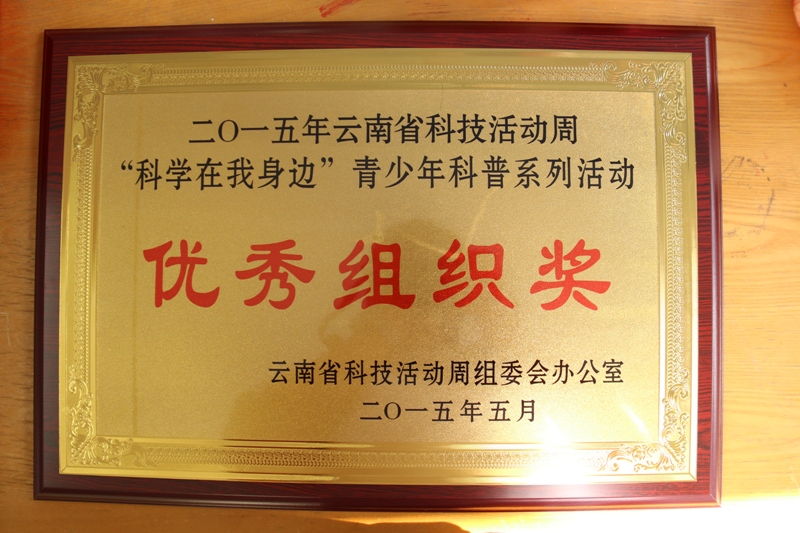 二〇一五年云南省科技活动周
“科学在我身边”青少年科普系列活动
优秀组织奖
云南省科技活动周组委会办公室
二〇一五年五月